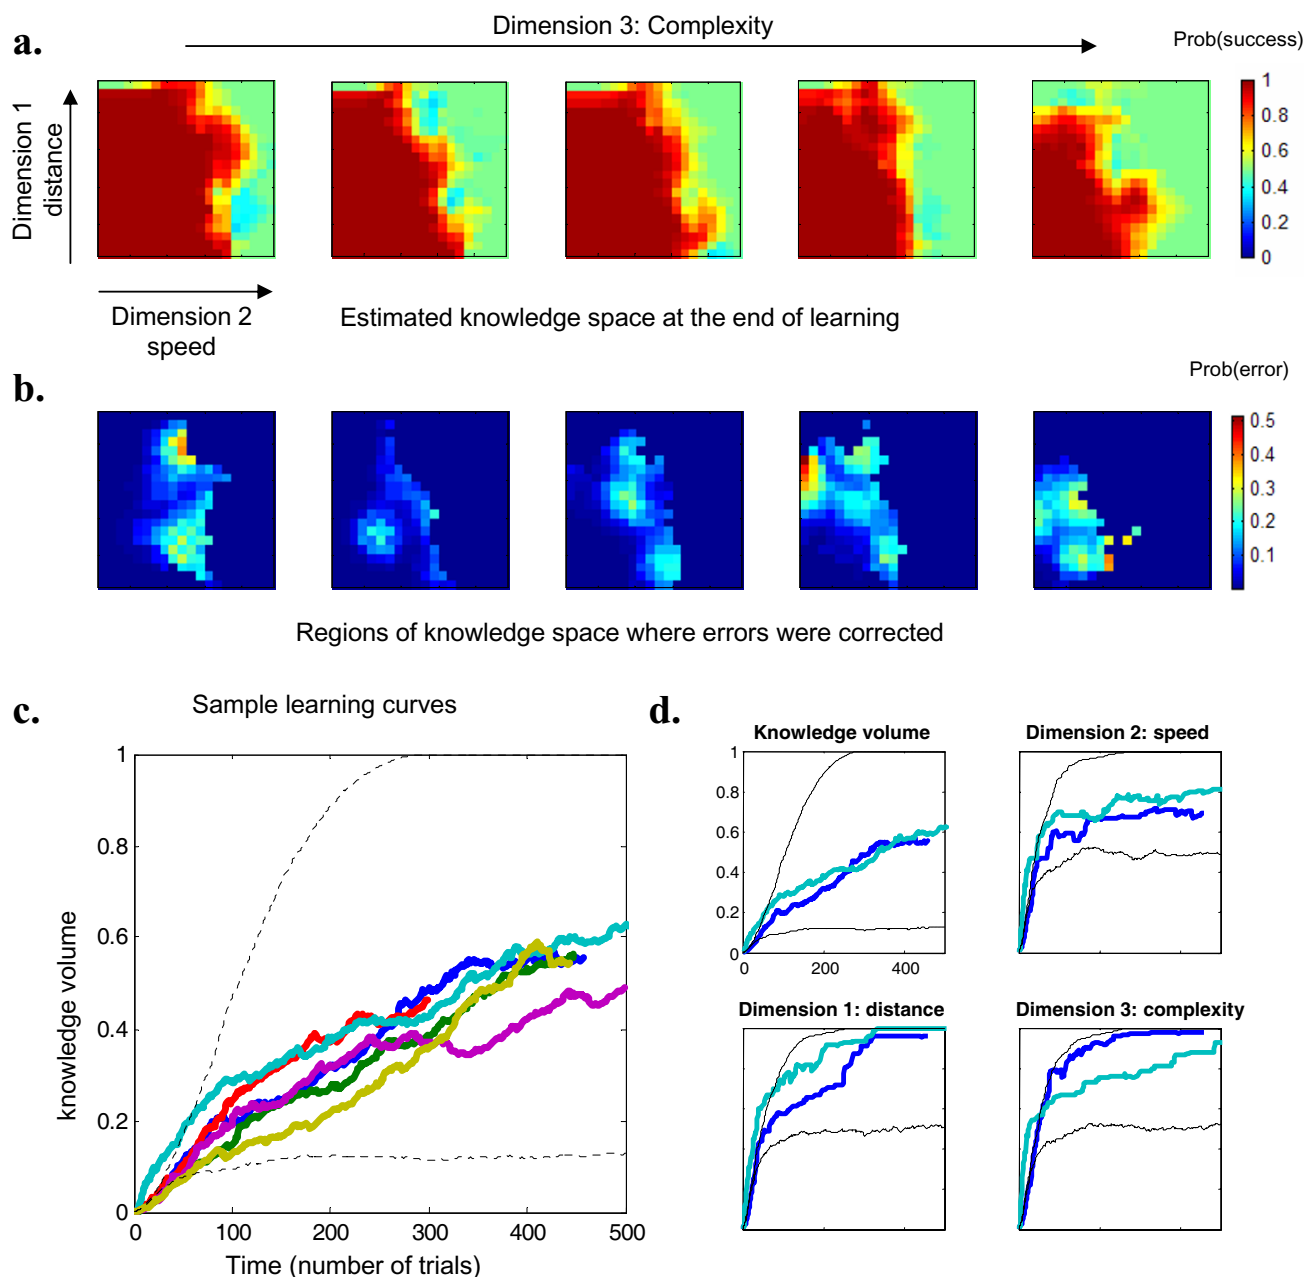 a.
Dimension 3: Complexity
Prob(success)
Dimension 1
distance
1
0.8
0.6
0.4
0.2
0
Dimension 2
speed
Estimated knowledge space at the end of learning
b.
Prob(error)
0.5
0.4
0.3
0.2
0.1
Regions of knowledge space where errors were corrected
c.
Sample learning curves
1
0.8
0.6
0.4
0.2
0
knowledge volume
0 100 200 300 400 500
Time (number of trials)
d.
Knowledge volume
1
0.8
0.6
0.4
0.2
0
0 200 400
Dimension 2: speed
Dimension 1: distance
Dimension 3: complexity